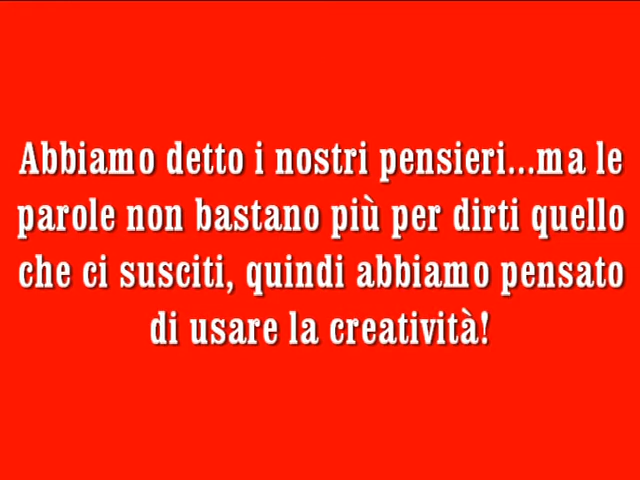 Abbiamo detto i nostri pensieri...ma le
parole non bastano più per dirti quello
che ci susciti, quindi abbiamo pensato
di usare la creatività!